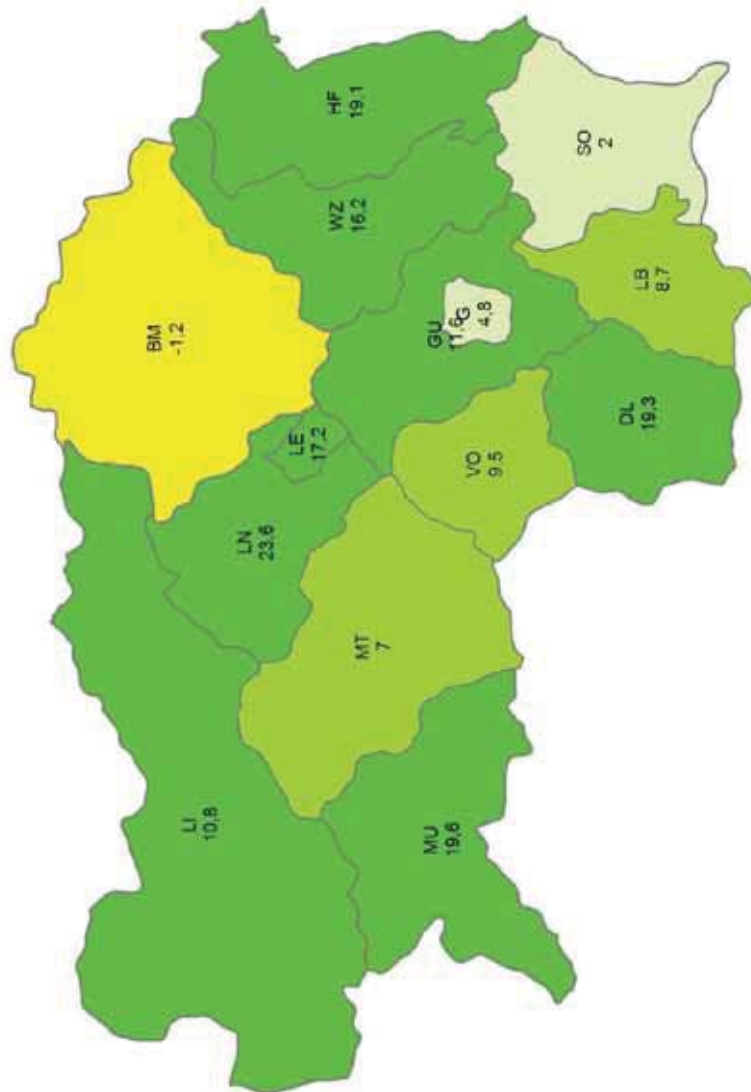 BM
-1,2
LI
10,8
LN
23,6
LE
17,2
HF
19,1
WZ
16,2
MT
7
MU
19,6
GU
11,6
G
4,8
VO
9,5
SO
2
DL
19,3
LB
8,7